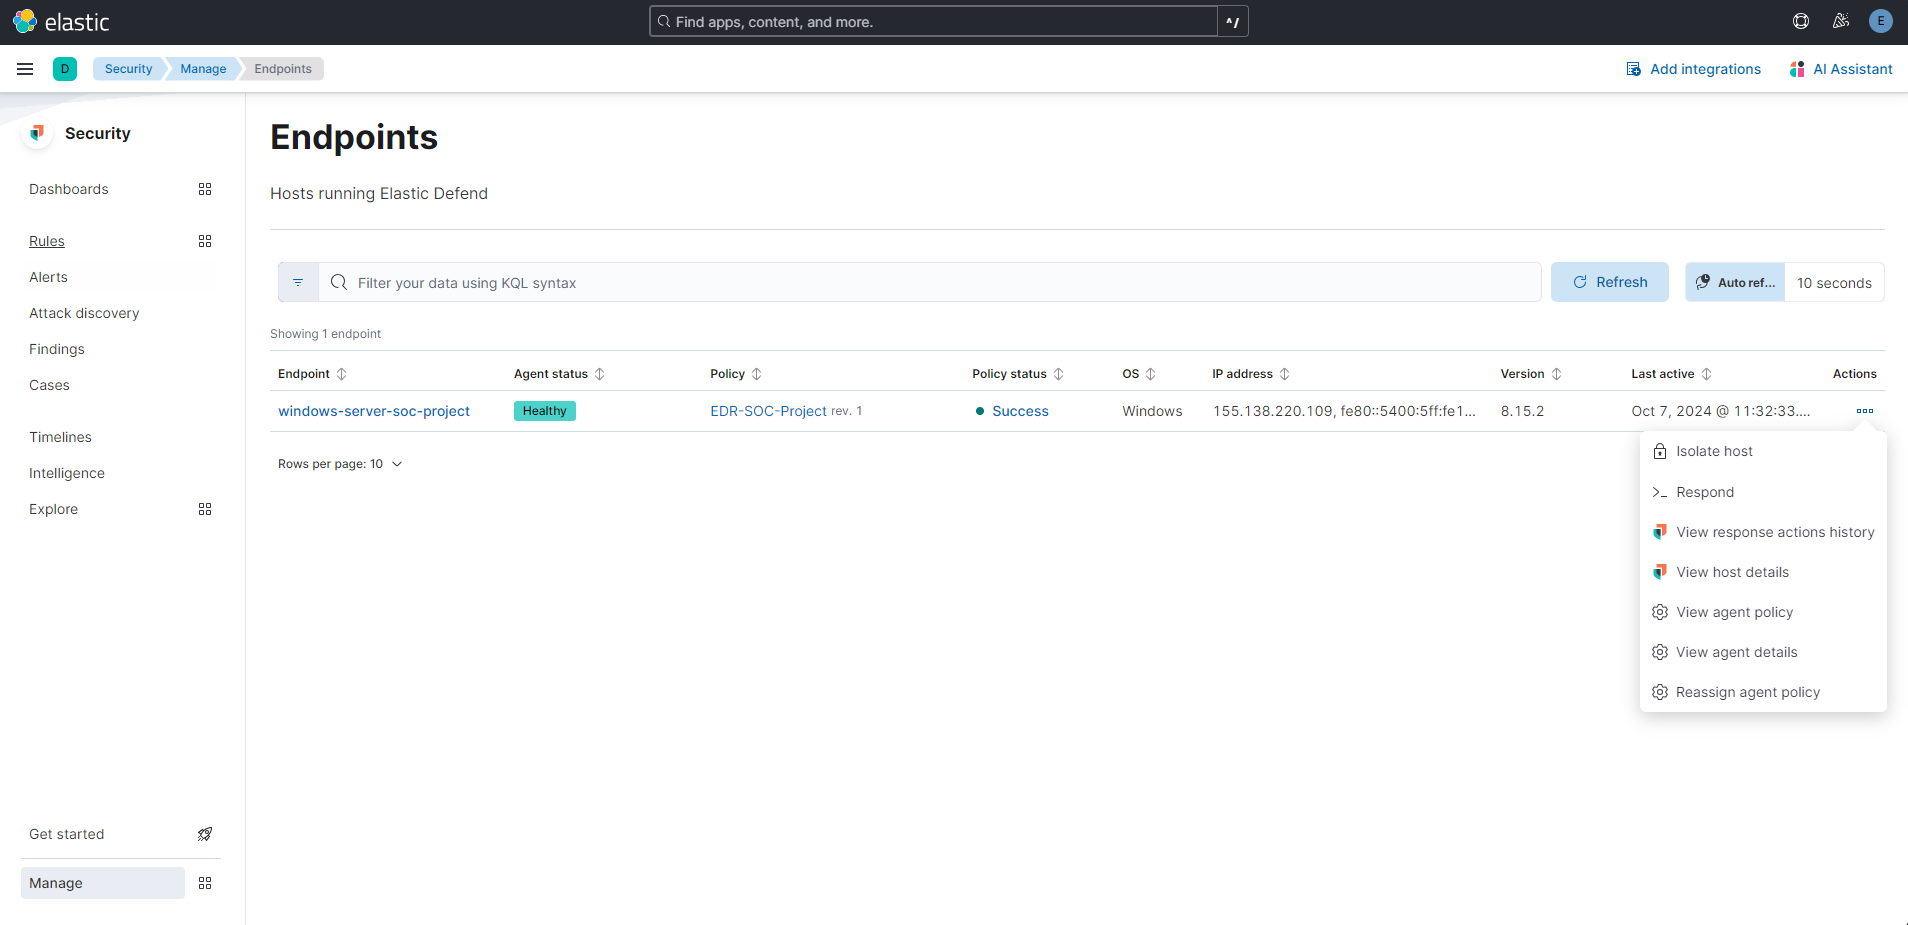 elastic
Find apps, content, and more.
^/
E
D
Security
Manage
Endpoints
Add integrations
AI Assistant
Security
Dashboards
Rules
Alerts
Attack discovery
Findings
Cases
Timelines
Intelligence
Explore
Get started
Manage
Endpoints
Hosts running Elastic Defend
Filter your data using KQL syntax
Refresh
Auto ref...
10 seconds
Showing 1 endpoint
Endpoint Agent status Policy Policy status OS IP address Version Last active Actions
windows-server-soc-project Healthy EDR-SOC-Project rev. 1 Success Windows 155.138.220.109, fe80::5400:5ff:fe1... 8.15.2 Oct 7, 2024 @ 11:32:33....
Rows per page: 10
Isolate host
Respond
View response actions history
View host details
View agent policy
View agent details
Reassign agent policy